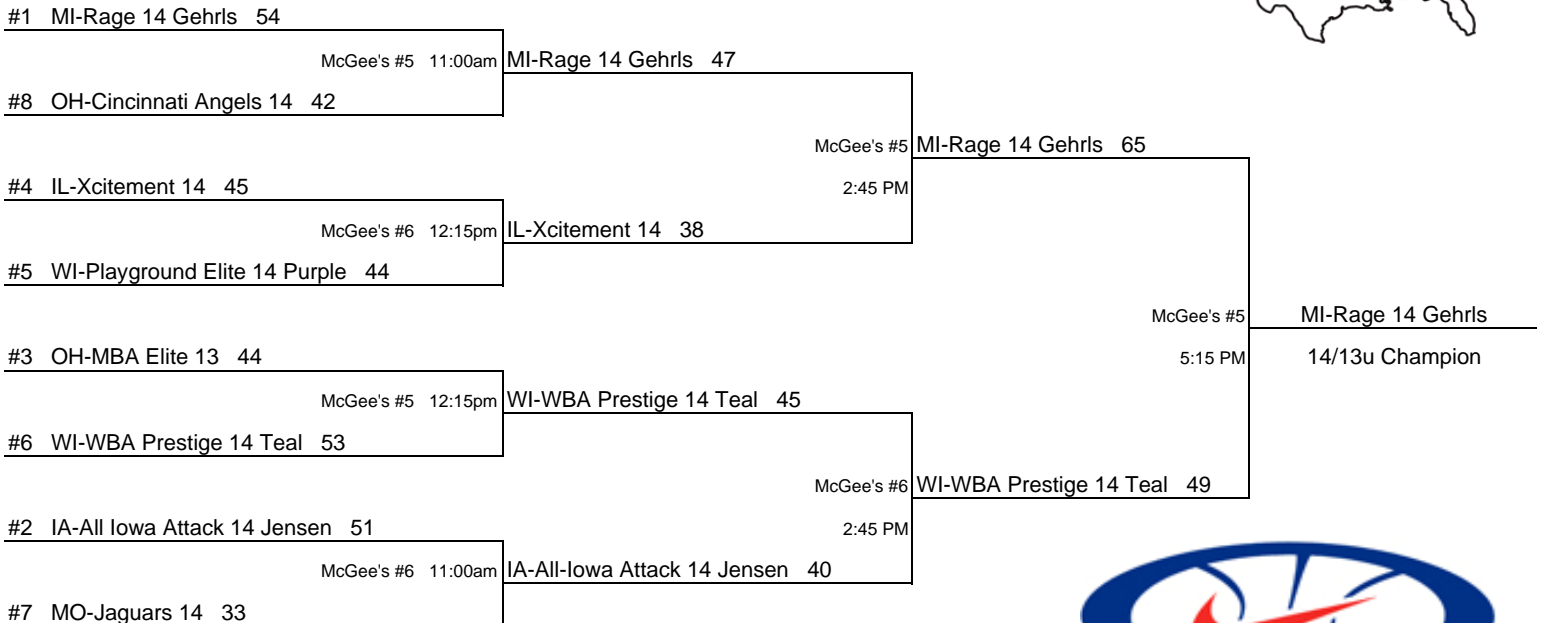 #1 MI-Rage 14 Gehrls 54
McGee's #5 11:00am MI-Rage 14 Gehrls 47
#8 OH-Cincinnati Angels 14 42
McGee's #5 MI-Rage 14 Gehrls 65
#4 IL-Xcitement 14 45
2:45 PM
McGee's #6 12:15pm IL-Xcitement 14 38
#5 WI-Playground Elite 14 Purple 44
McGee's #5 MI-Rage 14 Gehrls
#3 OH-MBA Elite 13 44
5:15 PM 14/13u Champion
McGee's #5 12:15pm WI-WBA Prestige 14 Teal 45
#6 WI-WBA Prestige 14 Teal 53
McGee's #6 WI-WBA Prestige 14 Teal 49
#2 IA-All Iowa Attack 14 Jensen 51
2:45 PM
McGee's #6 11:00am IA-All-Iowa Attack 14 Jensen 40
#7 MO-Jaguars 14 33